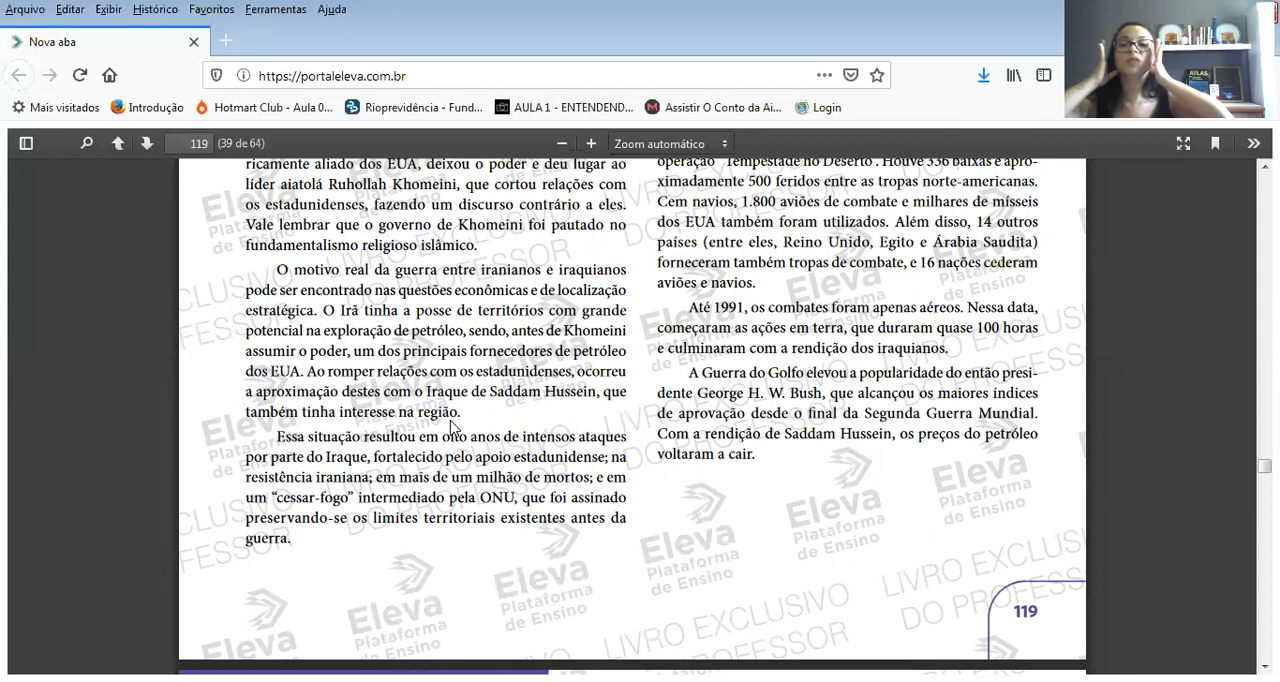 Arquivo Editar Exibir Histórico Favoritos Ferramentas Ajuda
Nova aba
https://portaleleva.com.br
Mais visitados Introdução Hotmart Club - Aula 0... Rioprevidência - Fund... AULA 1 - ENTENDEND... Assistir O Conto da Ai... Login
119 (39 de 64) Zoom automático
ATLAS
ricamente aliado dos EUA, deixou o poder e deu lugar ao
líder aiatolá Ruhollah Khomeini, que cortou relações com
os estadunidenses, fazendo um discurso contrário a eles.
Vale lembrar que o governo de Khomeini foi pautado no
fundamentalismo religioso islâmico.
O motivo real da guerra entre iranianos e iraquianos
pode ser encontrado nas questões econômicas e de localização
estratégica. O Irã tinha a posse de territórios com grande
potencial na exploração de petróleo, sendo, antes de Khomeini
assumir o poder, um dos principais fornecedores de petróleo
dos EUA. Ao romper relações com os estadunidenses, ocorreu
a aproximação destes com o Iraque de Saddam Hussein, que
também tinha interesse na região.
Essa situação resultou em oito anos de intensos ataques
por parte do Iraque, fortalecido pelo apoio estadunidense; na
resistência iraniana; em mais de um milhão de mortos; e em
um “cessar-fogo” intermediado pela ONU, que foi assinado
preservando-se os limites territoriais existentes antes da
guerra.
operação “Tempestade no Deserto”. Houve 336 baixas e apro-
ximadamente 500 feridos entre as tropas norte-americanas.
Cem navios, 1.800 aviões de combate e milhares de mísseis
dos EUA também foram utilizados. Além disso, 14 outros
países (entre eles, Reino Unido, Egito e Arábia Saudita)
forneceram também tropas de combate, e 16 nações cederam
aviões e navios.
Até 1991, os combates foram apenas aéreos. Nessa data,
começaram as ações em terra, que duraram quase 100 horas
e culminaram com a rendição dos iraquianos.
A Guerra do Golfo elevou a popularidade do então presi-
dente George H. W. Bush, que alcançou os maiores índices
de aprovação desde o final da Segunda Guerra Mundial.
Com a rendição de Saddam Hussein, os preços do petróleo
voltaram a cair.
Eleva
Plataforma
de Ensino
LIVRO EXCLUSIVO
DO PROFESSOR
119